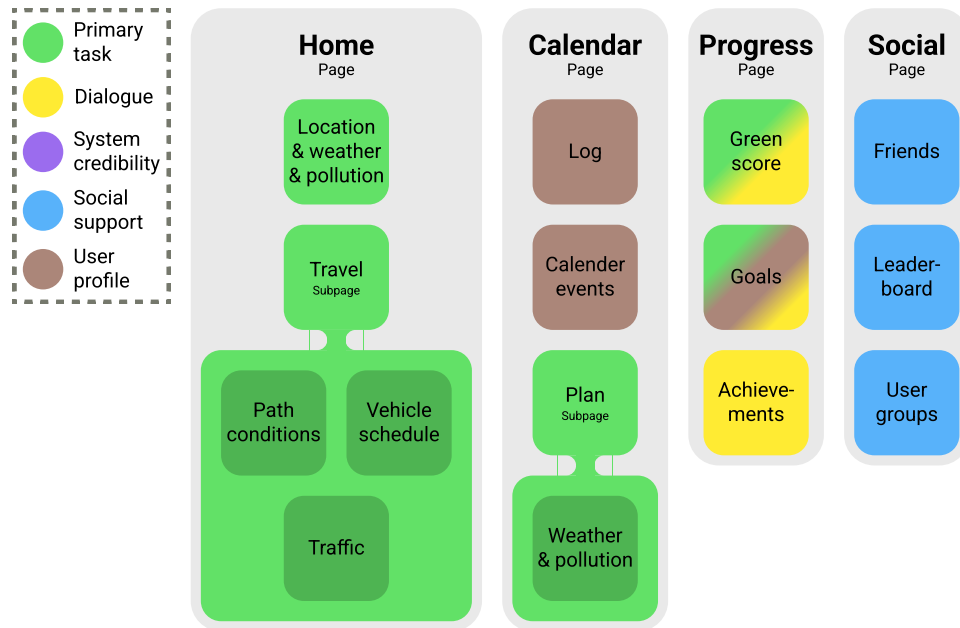 Primary
task
Dialogue
System
credibility
Social
support
User
profile
Home
Page
Location
& weather
& pollution
Travel
Subpage
Path
conditions
Vehicle
schedule
Traffic
Calendar
Page
Log
Calender
events
Plan
Subpage
Weather
& pollution
Progress
Page
Green
score
Goals
Achieve-
ments
Social
Page
Friends
Leader-
board
User
groups